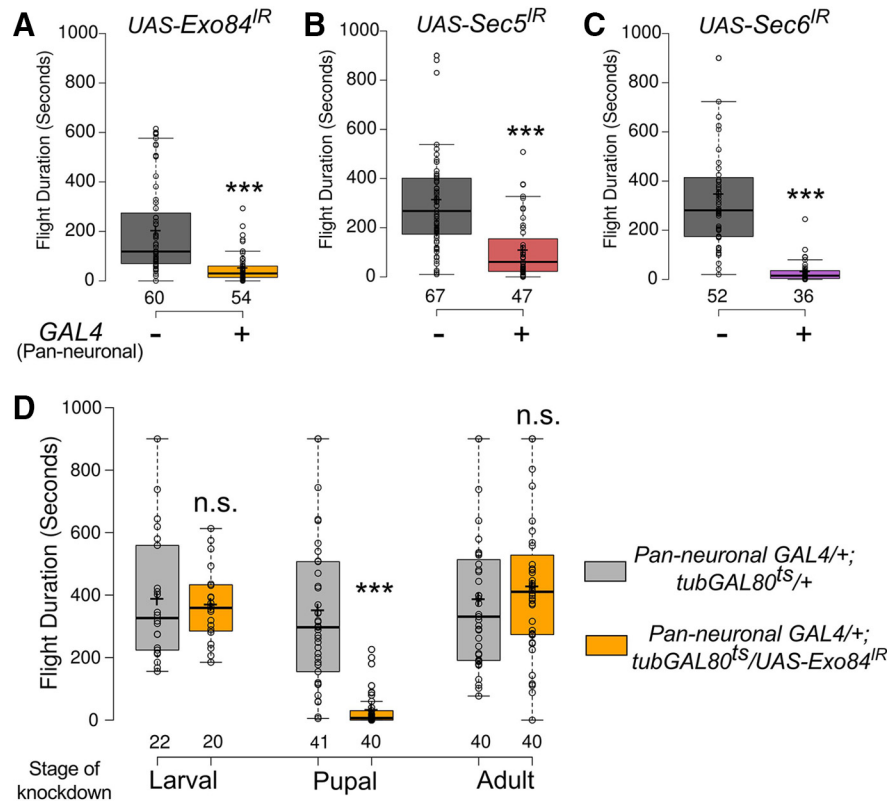 A
UAS-Exo84IR
Flight Duration (Seconds)
1000
800
600
400
200
0
***
60
54
GAL4
(Pan-neuronal)
-
+
B
UAS-Sec5IR
Flight Duration (Seconds)
1000
800
600
400
200
0
***
67
47
-
+
C
UAS-Sec6IR
Flight Duration (Seconds)
1000
800
600
400
200
0
***
52
36
-
+
D
Flight Duration (Seconds)
1000
800
600
400
200
0
n.s.
***
n.s.
22
20
41
40
40
40
Stage of
knockdown
Larval
Pupal
Adult
Pan-neuronal GAL4/+;
tubGAL80ts/+
Pan-neuronal GAL4/+;
tubGAL80ts/UAS-Exo84IR